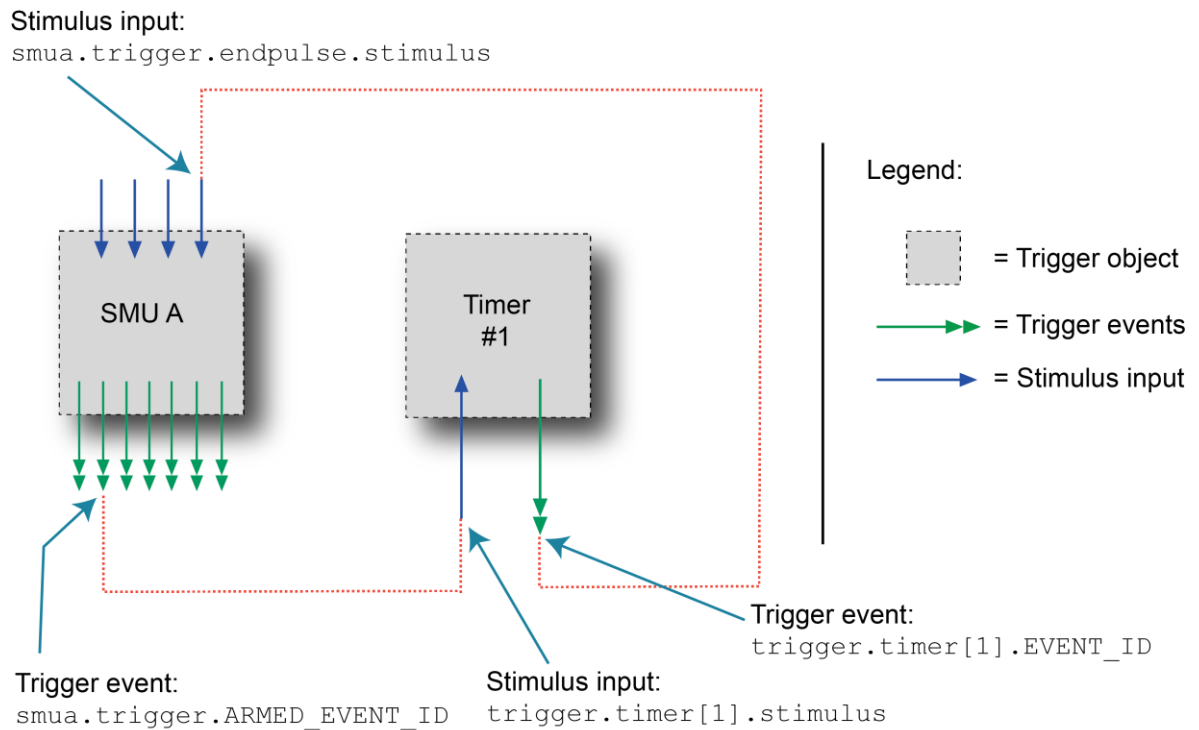 Stimulus input:
smua.trigger.endpulse.stimulus
Legend:
= Trigger object
SMU A
Timer
#1
= Trigger events
= Stimulus input
Trigger event:
trigger.timer[1].EVENT_ID
Trigger event:
smua.trigger.ARMED_EVENT_ID
Stimulus input:
trigger.timer[1].stimulus